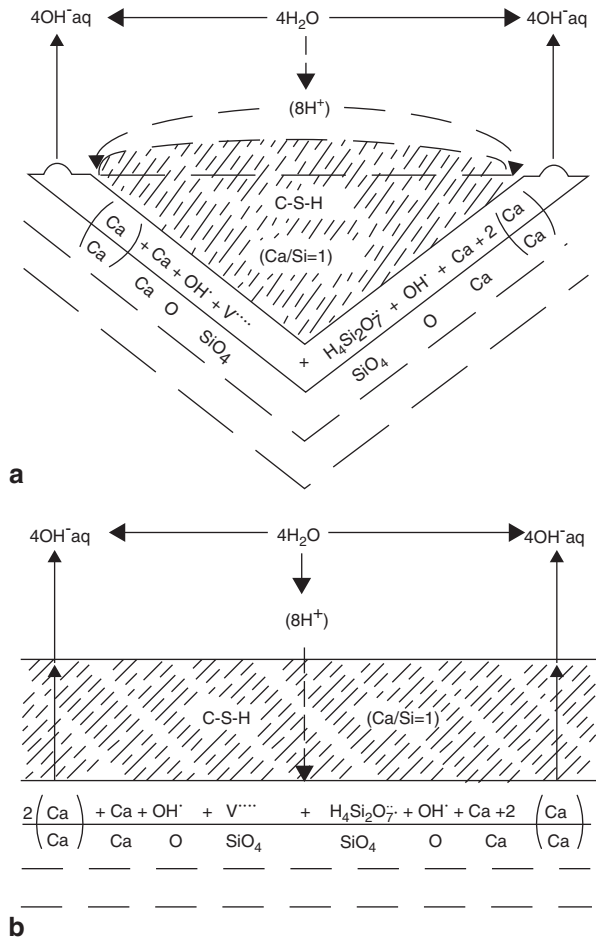 4OH⁻aq 4H₂O 4OH⁻aq
(8H⁺)
C-S-H
(Ca/Si=1)
(Ca/Ca) + Ca + OH˙ + V˙˙˙˙ + H₄Si₂O₇¨ + OH˙ + Ca + 2 (Ca/Ca)
Ca O SiO₄ SiO₄ O Ca
a
4OH⁻aq 4H₂O 4OH⁻aq
(8H⁺)
C-S-H (Ca/Si=1)
2 (Ca) + Ca + OH˙ + V˙˙˙˙ + H₄Si₂O₇¨˙ + OH˙ + Ca +2 (Ca)
(Ca) Ca O SiO₄ SiO₄ O Ca (Ca)
b